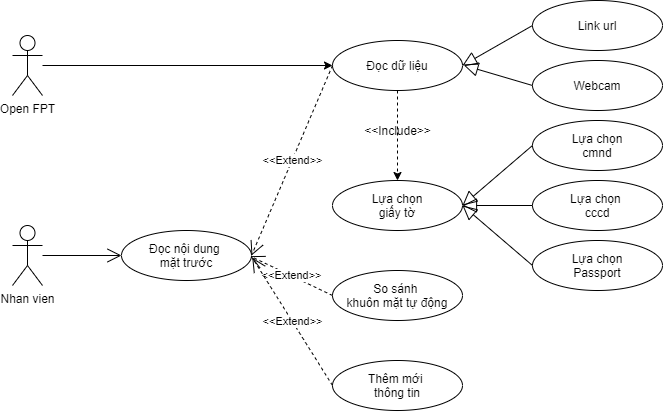 Link url
Đọc dữ liệu
Webcam
Open FPT
<<Include>>
Lựa chọn
cmnd
<<Extend>>
Lựa chọn
giấy tờ
Lựa chọn
cccd
Đọc nội dung
mặt trước
Nhan vien
Lựa chọn
Passport
<<Extend>>
So sánh
khuôn mặt tự động
<<Extend>>
Thêm mới
thông tin